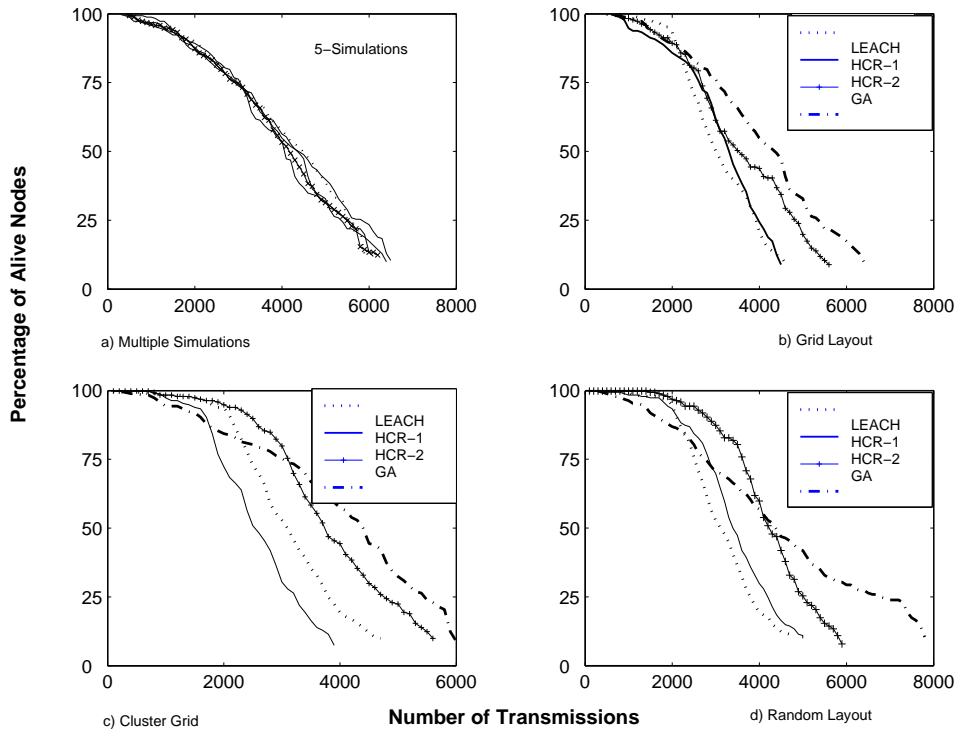 Percentage of Alive Nodes
100
75
50
25
0
0 2000 4000 6000 8000
5−Simulations
a) Multiple Simulations
100
75
50
25
0
0 2000 4000 6000 8000
LEACH
HCR−1
HCR−2
GA
b) Grid Layout
100
75
50
25
0
0 2000 4000 6000
LEACH
HCR−1
HCR−2
GA
c) Cluster Grid
100
75
50
25
0
0 2000 4000 6000 8000
LEACH
HCR−1
HCR−2
GA
d) Random Layout
Number of Transmissions